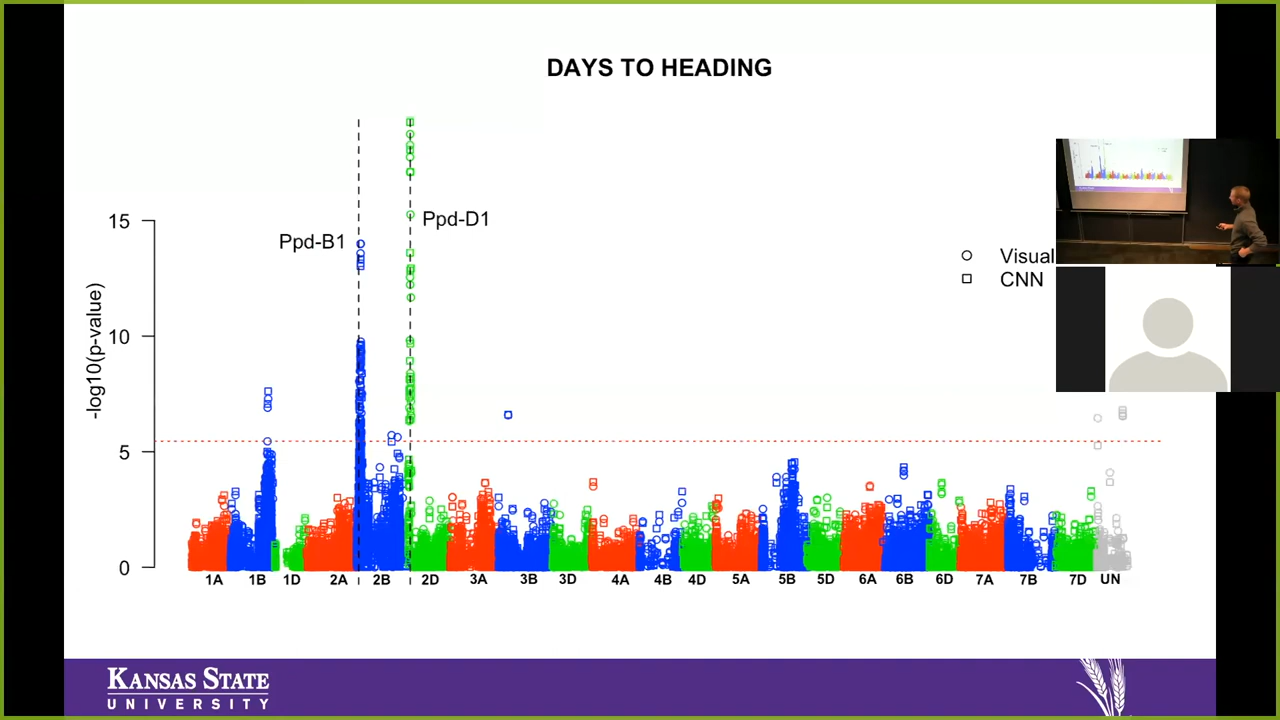 DAYS TO HEADING
15
Ppd-D1
Ppd-B1
Visual
CNN
10
-log10(p-value)
5
0
1A 1B 1D 2A 2B 2D 3A 3B 3D 4A 4B 4D 5A 5B 5D 6A 6B 6D 7A 7B 7D UN
KANSAS STATE
UNIVERSITY